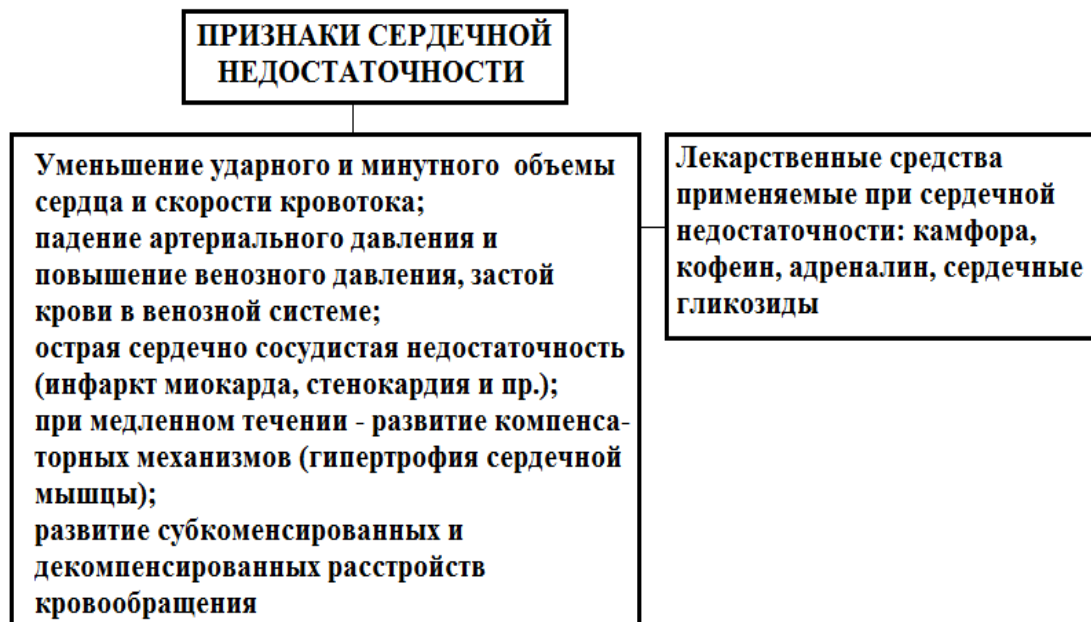 ПРИЗНАКИ СЕРДЕЧНОЙ
НЕДОСТАТОЧНОСТИ
Уменьшение ударного и минутного объемы
сердца и скорости кровотока;
падение артериального давления и
повышение венозного давления, застой
крови в венозной системе;
острая сердечно сосудистая недостаточность
(инфаркт миокарда, стенокардия и пр.);
при медленном течении - развитие компенса-
торных механизмов (гипертрофия сердечной
мышцы);
развитие субкоменсированных и
декомпенсированных расстройств
кровообращения
Лекарственные средства
применяемые при сердечной
недостаточности: камфора,
кофеин, адреналин, сердечные
гликозиды